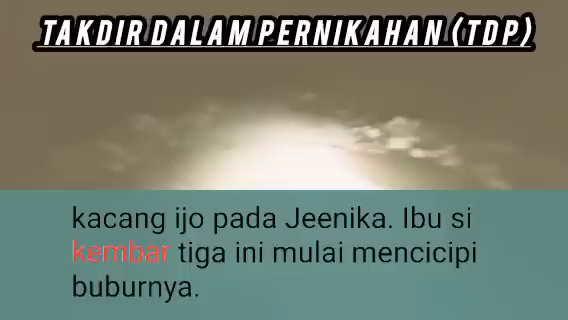 TAKDIR DALAM PERNIKAHAN (TDP)
kacang ijo pada Jeenika. Ibu si
kembar tiga ini mulai mencicipi
buburnya.